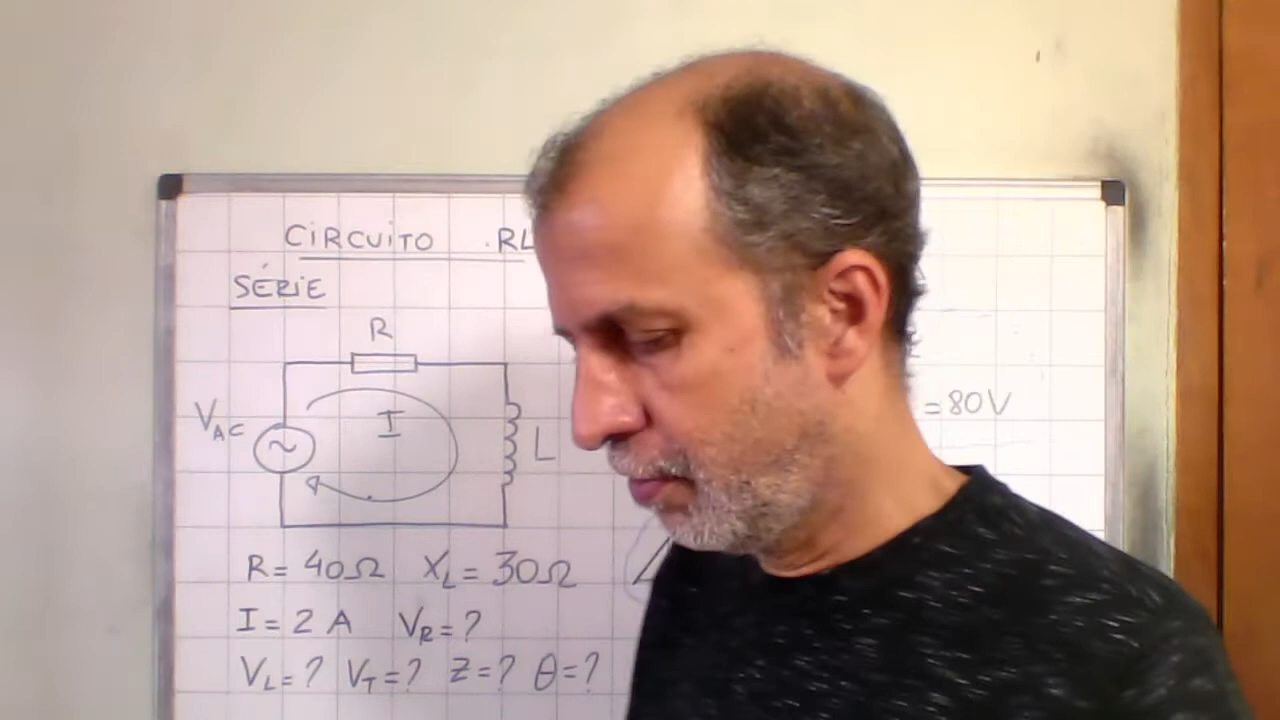 CIRCUITO RL
SÉRIE
R
VAC
I
L
= 80V
R = 40Ω XL = 30Ω
I = 2 A VR = ?
VL = ? VT = ? Z = ? θ = ?